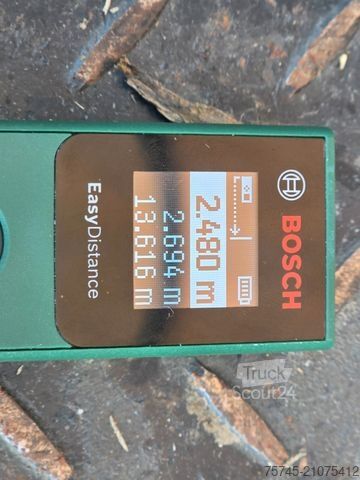 BOSCH
2.480 m
2.694 m
13.616 m
EasyDistance
Truck
Scout24
75745-21075412